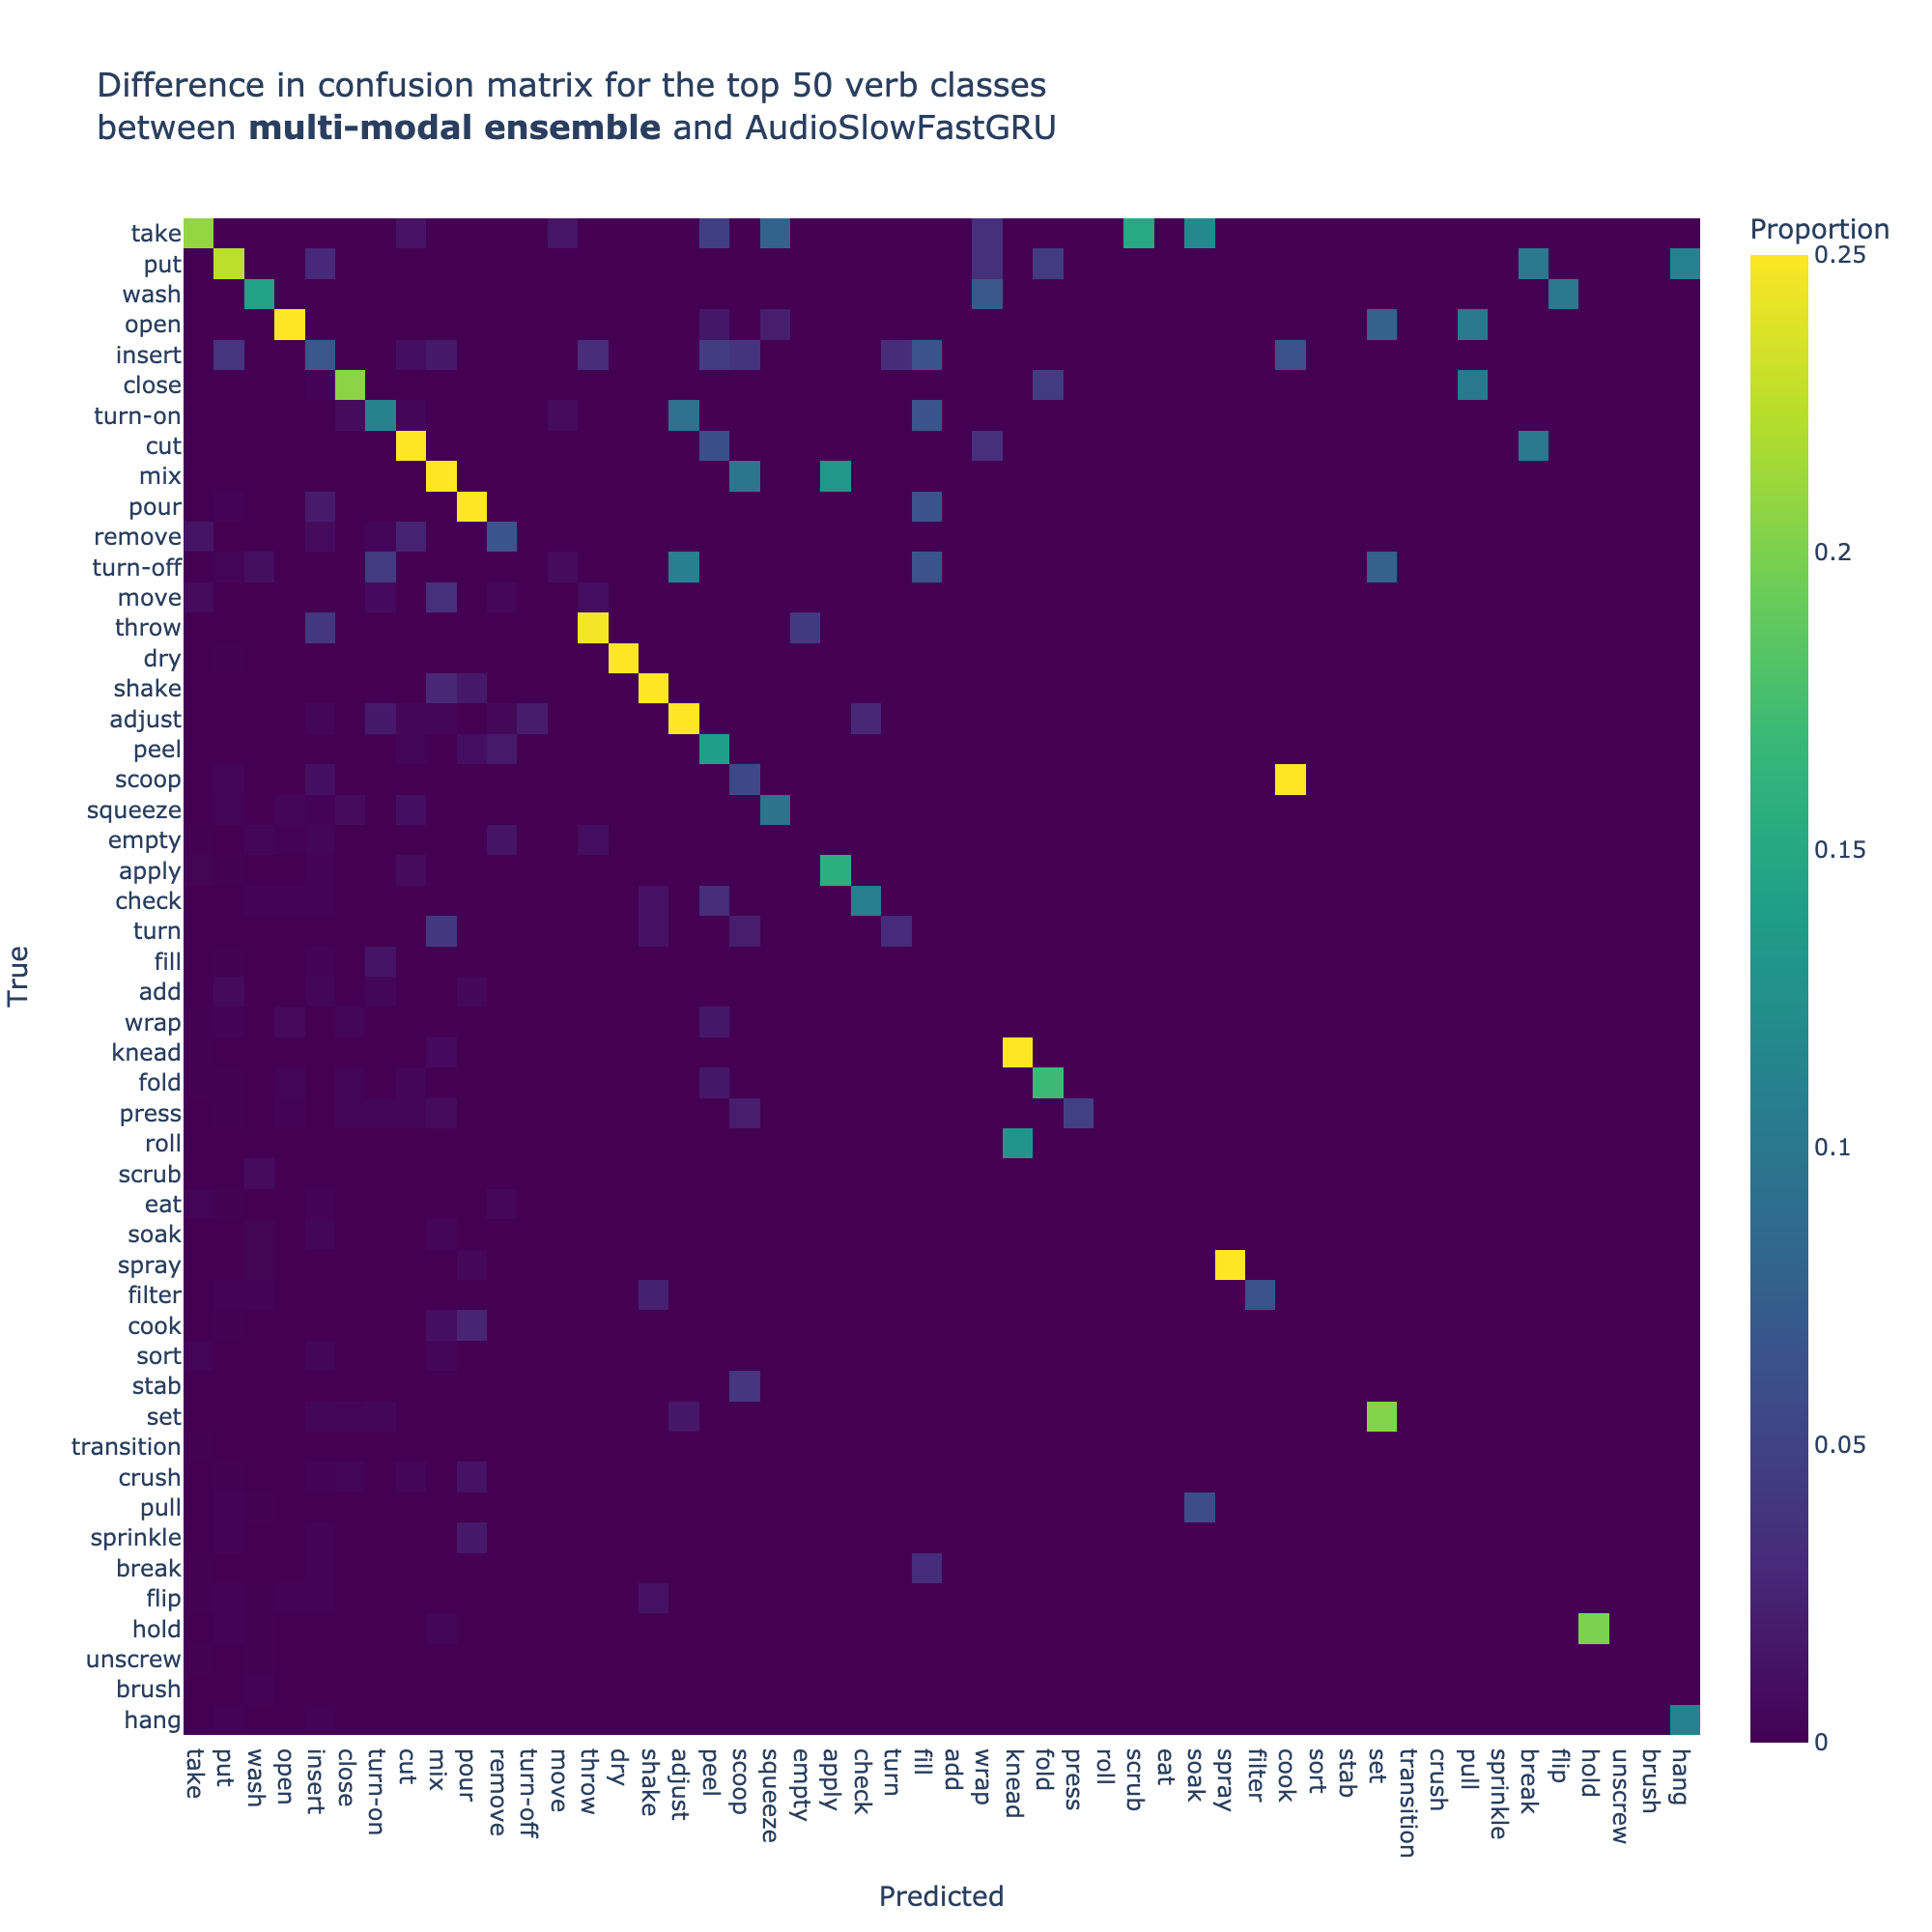 Difference in confusion matrix for the top 50 verb classes
between multi-modal ensemble and AudioSlowFastGRU
Proportion
0.25
0.2
0.15
0.1
0.05
0
True
take
put
wash
open
insert
close
turn-on
cut
mix
pour
remove
turn-off
move
throw
dry
shake
adjust
peel
scoop
squeeze
empty
apply
check
turn
fill
add
wrap
knead
fold
press
roll
scrub
eat
soak
spray
filter
cook
sort
stab
set
transition
crush
pull
sprinkle
break
flip
hold
unscrew
brush
hang
take
put
wash
open
insert
close
turn-on
cut
mix
pour
remove
turn-off
move
throw
dry
shake
adjust
peel
scoop
squeeze
empty
apply
check
turn
fill
add
wrap
knead
fold
press
roll
scrub
eat
soak
spray
filter
cook
sort
stab
set
transition
crush
pull
sprinkle
break
flip
hold
unscrew
brush
hang
Predicted